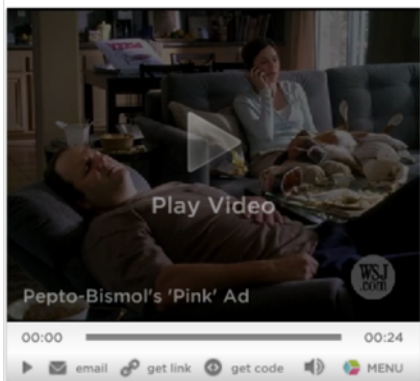 Play Video
WSJ
.COM
Pepto-Bismol's 'Pink' Ad
00:00 00:24
email get link get code MENU